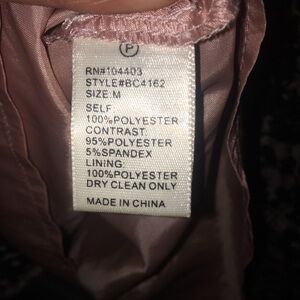 P
RN#104403
STYLE#BC4162
SIZE:M
SELF
100%POLYESTER
CONTRAST:
95%POLYESTER
5%SPANDEX
LINING:
100%POLYESTER
DRY CLEAN ONLY
MADE IN CHINA